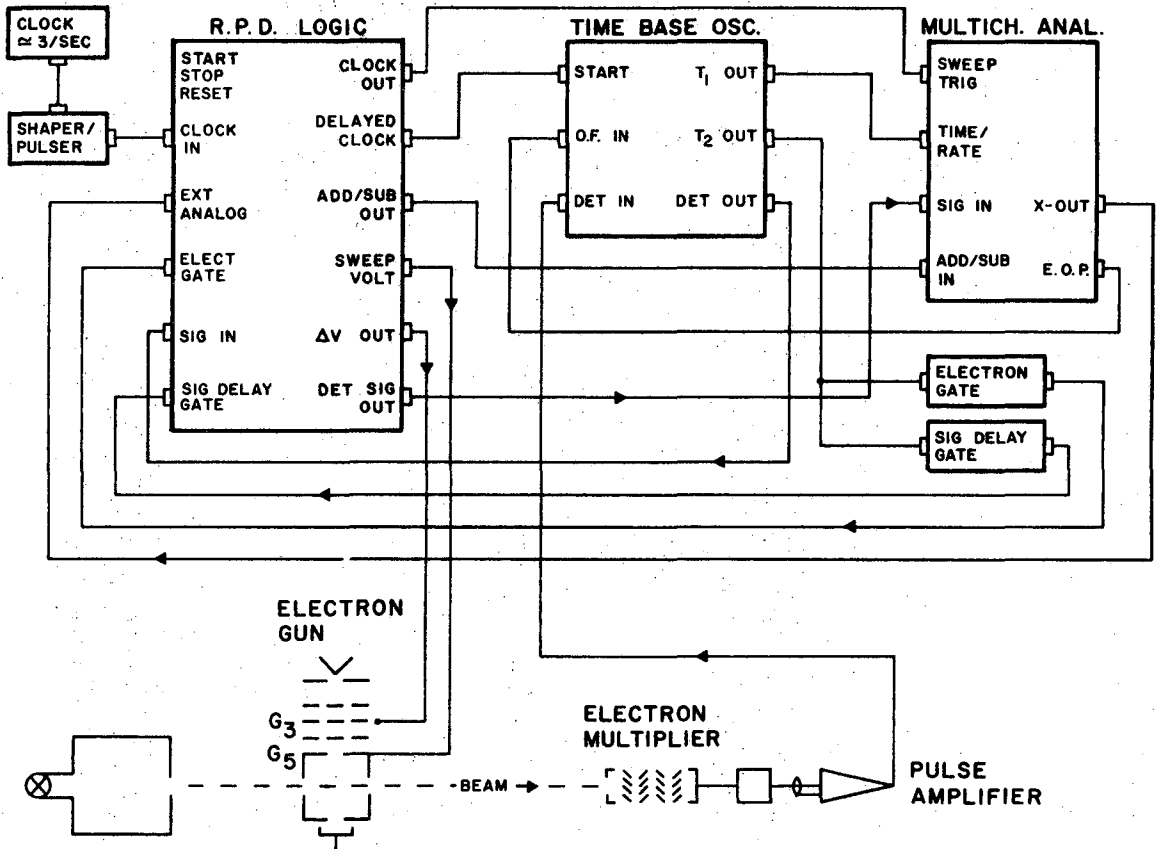 CLOCK
≃ 3/SEC
SHAPER/
PULSER
R.P.D. LOGIC
START
STOP
RESET
CLOCK
IN
EXT
ANALOG
ELECT
GATE
SIG IN
SIG DELAY
GATE
CLOCK
OUT
DELAYED
CLOCK
ADD/SUB
OUT
SWEEP
VOLT
ΔV OUT
DET SIG
OUT
TIME BASE OSC.
START
O.F. IN
DET IN
T1 OUT
T2 OUT
DET OUT
MULTICH. ANAL.
SWEEP
TRIG
TIME/
RATE
SIG IN
ADD/SUB
IN
X-OUT
E.O.P.
ELECTRON
GATE
SIG DELAY
GATE
ELECTRON
GUN
G3
G5
BEAM
ELECTRON
MULTIPLIER
PULSE
AMPLIFIER